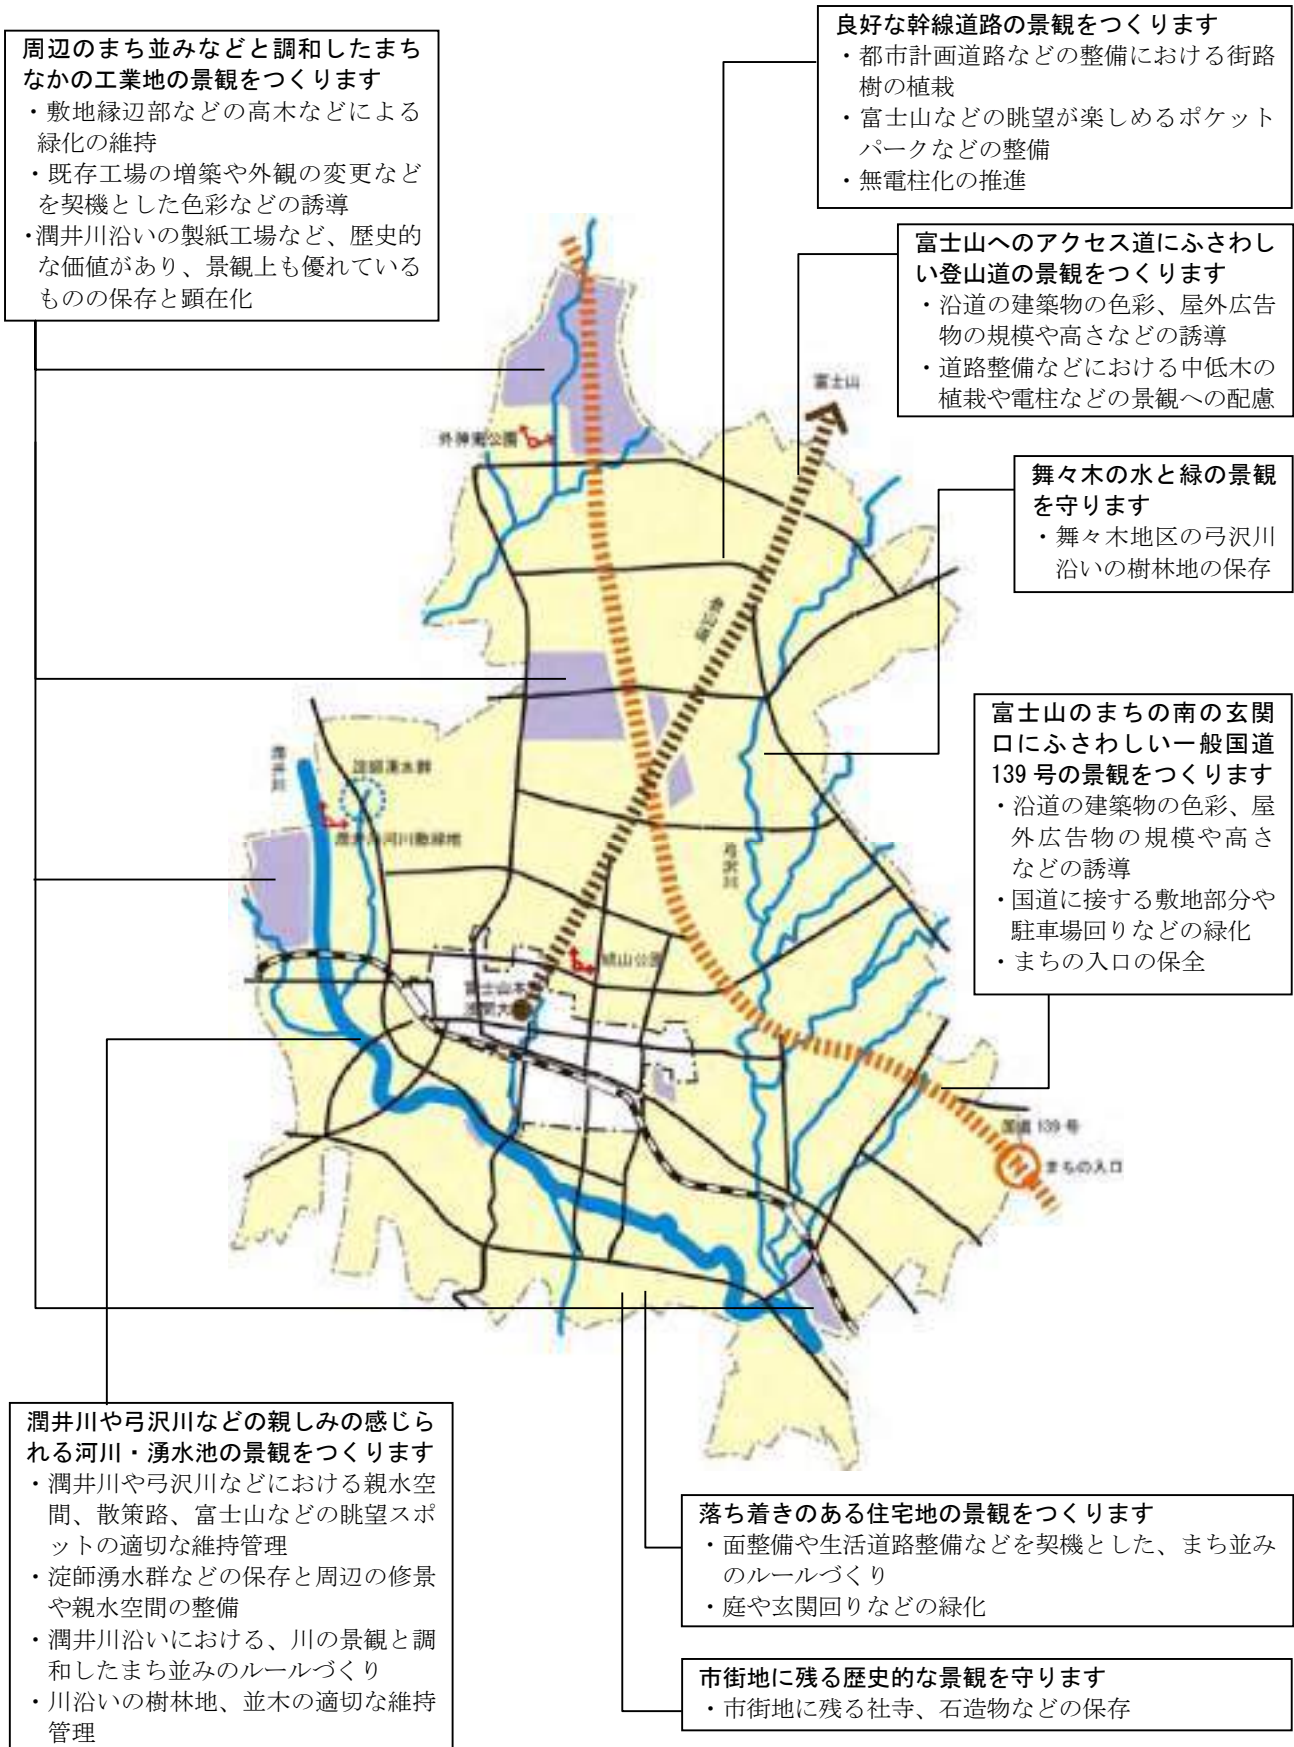 周辺のまち並みなどと調和したまち
なかの工業地の景観をつくります
・敷地縁辺部などの高木などによる
緑化の維持
・既存工場の増築や外観の変更など
を契機とした色彩などの誘導
・潤井川沿いの製紙工場など、歴史的
な価値があり、景観上も優れている
ものの保存と顕在化
良好な幹線道路の景観をつくります
・都市計画道路などの整備における街路
樹の植栽
・富士山などの眺望が楽しめるポケット
パークなどの整備
・無電柱化の推進
富士山へのアクセス道にふさわし
い登山道の景観をつくります
・沿道の建築物の色彩、屋外広告
物の規模や高さなどの誘導
・道路整備などにおける中低木の
植栽や電柱などの景観への配慮
舞々木の水と緑の景観
を守ります
・舞々木地区の弓沢川
沿いの樹林地の保存
富士山のまちの南の玄関
口にふさわしい一般国道
139 号の景観をつくります
・沿道の建築物の色彩、屋
外広告物の規模や高さ
などの誘導
・国道に接する敷地部分や
駐車場回りなどの緑化
・まちの入口の保全
富士山
外神東公園
登山道
潤井川
淀師湧水群
潤井川河川敷緑地
弓沢川
城山公園
富士山本
浅間大
国道 139 号
まちの入口
潤井川や弓沢川などの親しみの感じら
れる河川・湧水池の景観をつくります
・潤井川や弓沢川などにおける親水空
間、散策路、富士山などの眺望スポ
ットの適切な維持管理
・淀師湧水群などの保存と周辺の修景
や親水空間の整備
・潤井川沿いにおける、川の景観と調
和したまち並みのルールづくり
・川沿いの樹林地、並木の適切な維持
管理
落ち着きのある住宅地の景観をつくります
・面整備や生活道路整備などを契機とした、まち並み
のルールづくり
・庭や玄関回りなどの緑化
市街地に残る歴史的な景観を守ります
・市街地に残る社寺、石造物などの保存